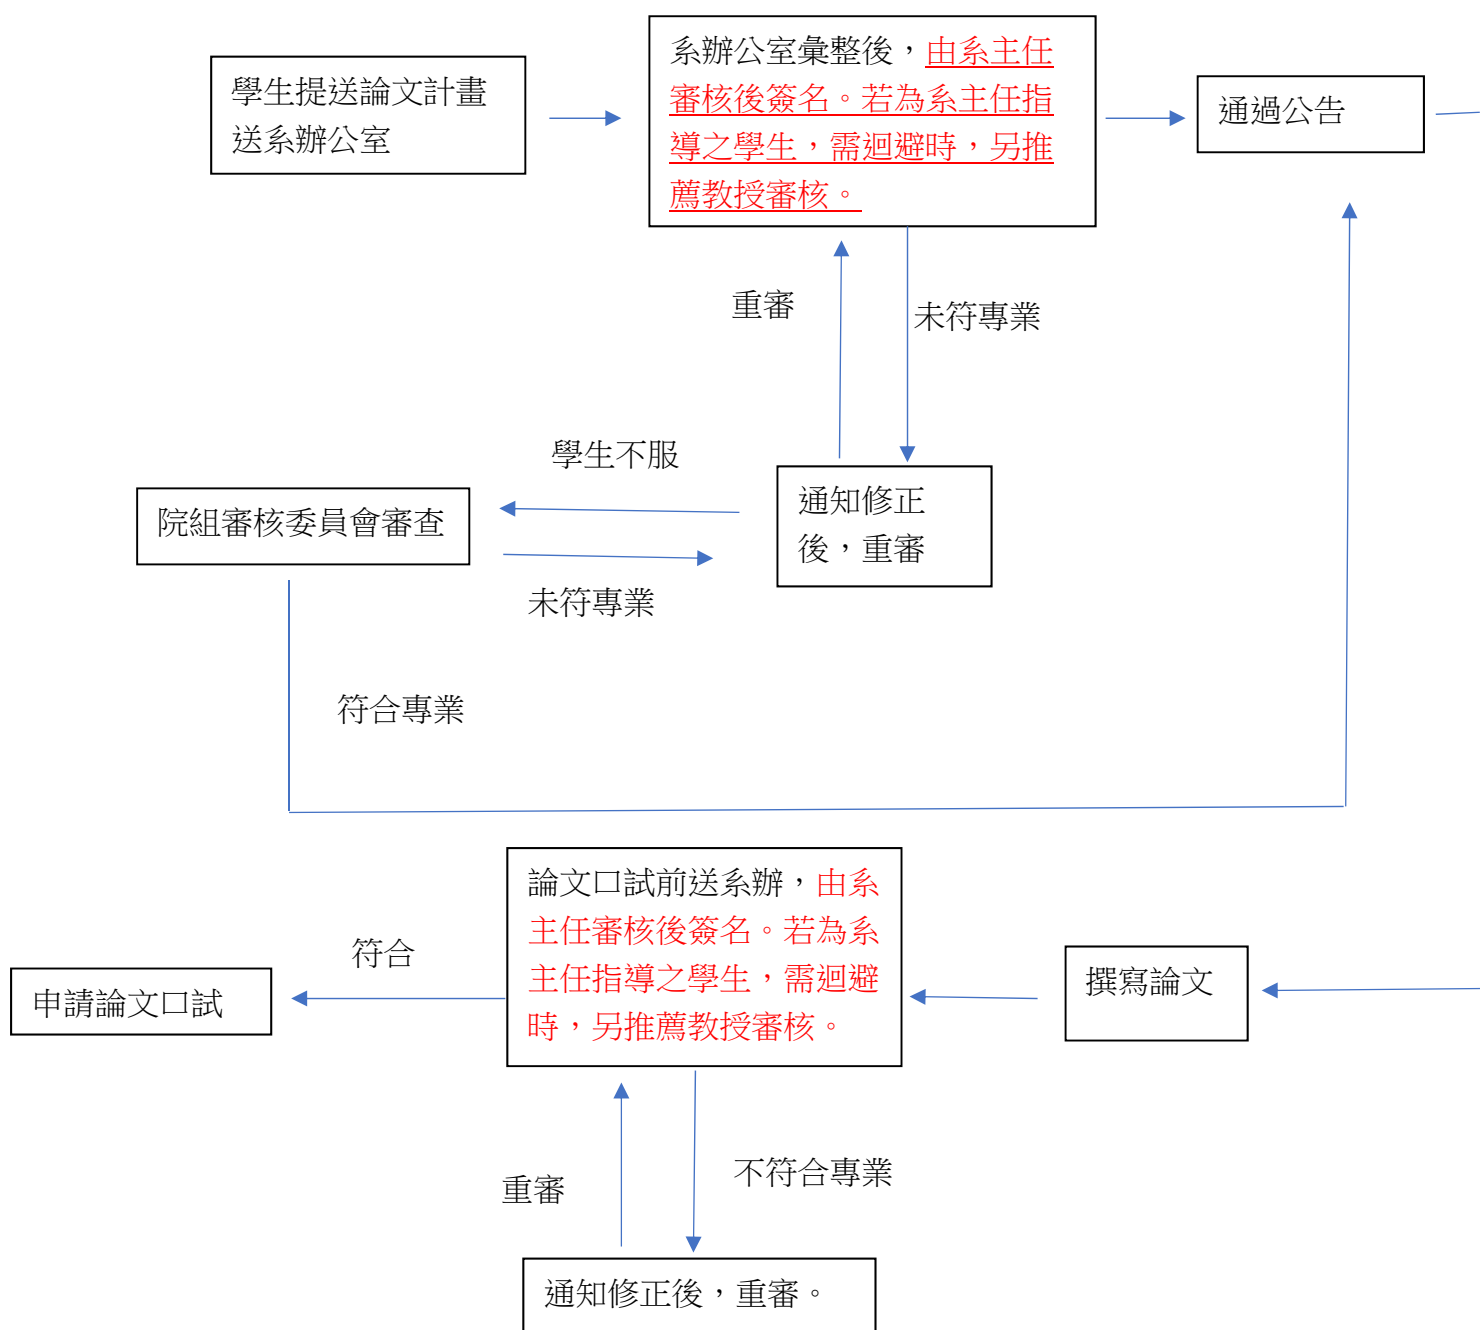 學生提送論文計畫
送系辦公室
系辦公室彙整後，由系主任
審核後簽名。若為系主任指
導之學生，需迴避時，另推
薦教授審核。
通過公告
重審
未符專業
學生不服
通知修正
後，重審
院組審核委員會審查
未符專業
符合專業
論文口試前送系辦，由系
主任審核後簽名。若為系
主任指導之學生，需迴避
時，另推薦教授審核。
符合
申請論文口試
撰寫論文
不符合專業
重審
通知修正後，重審。